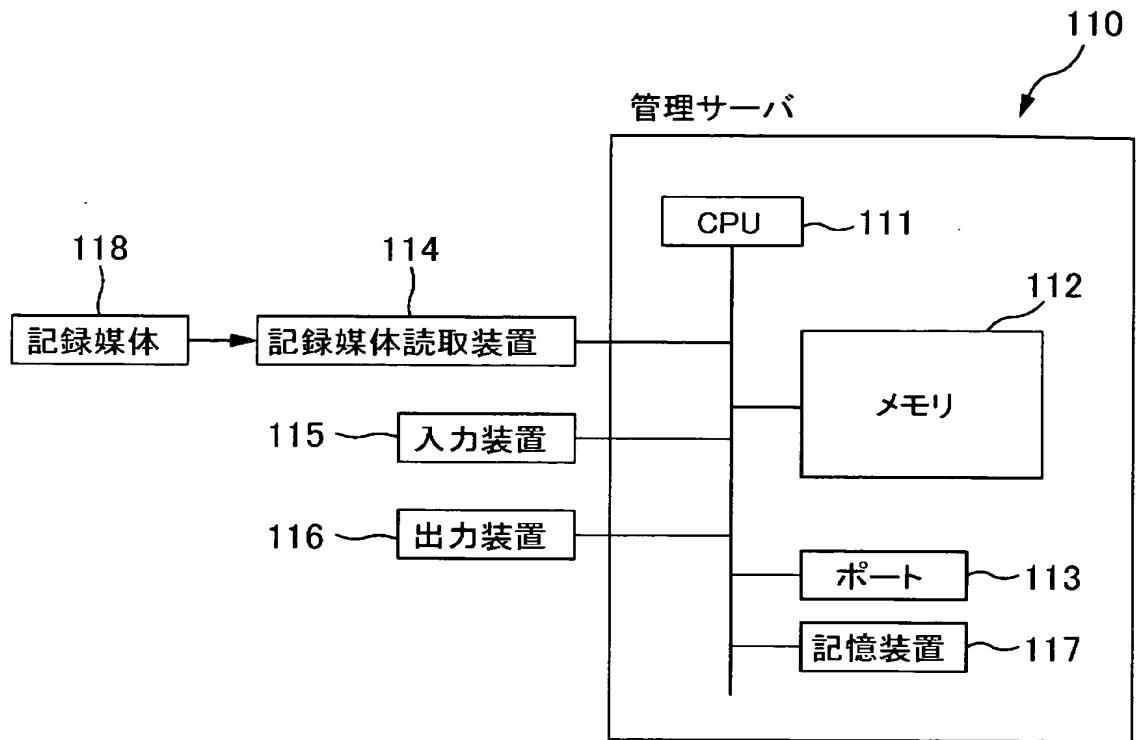 110
管理サーバ
CPU
111
118
114
112
記録媒体
記録媒体読取装置
メモリ
115
入力装置
116
出力装置
ポート
113
記憶装置
117